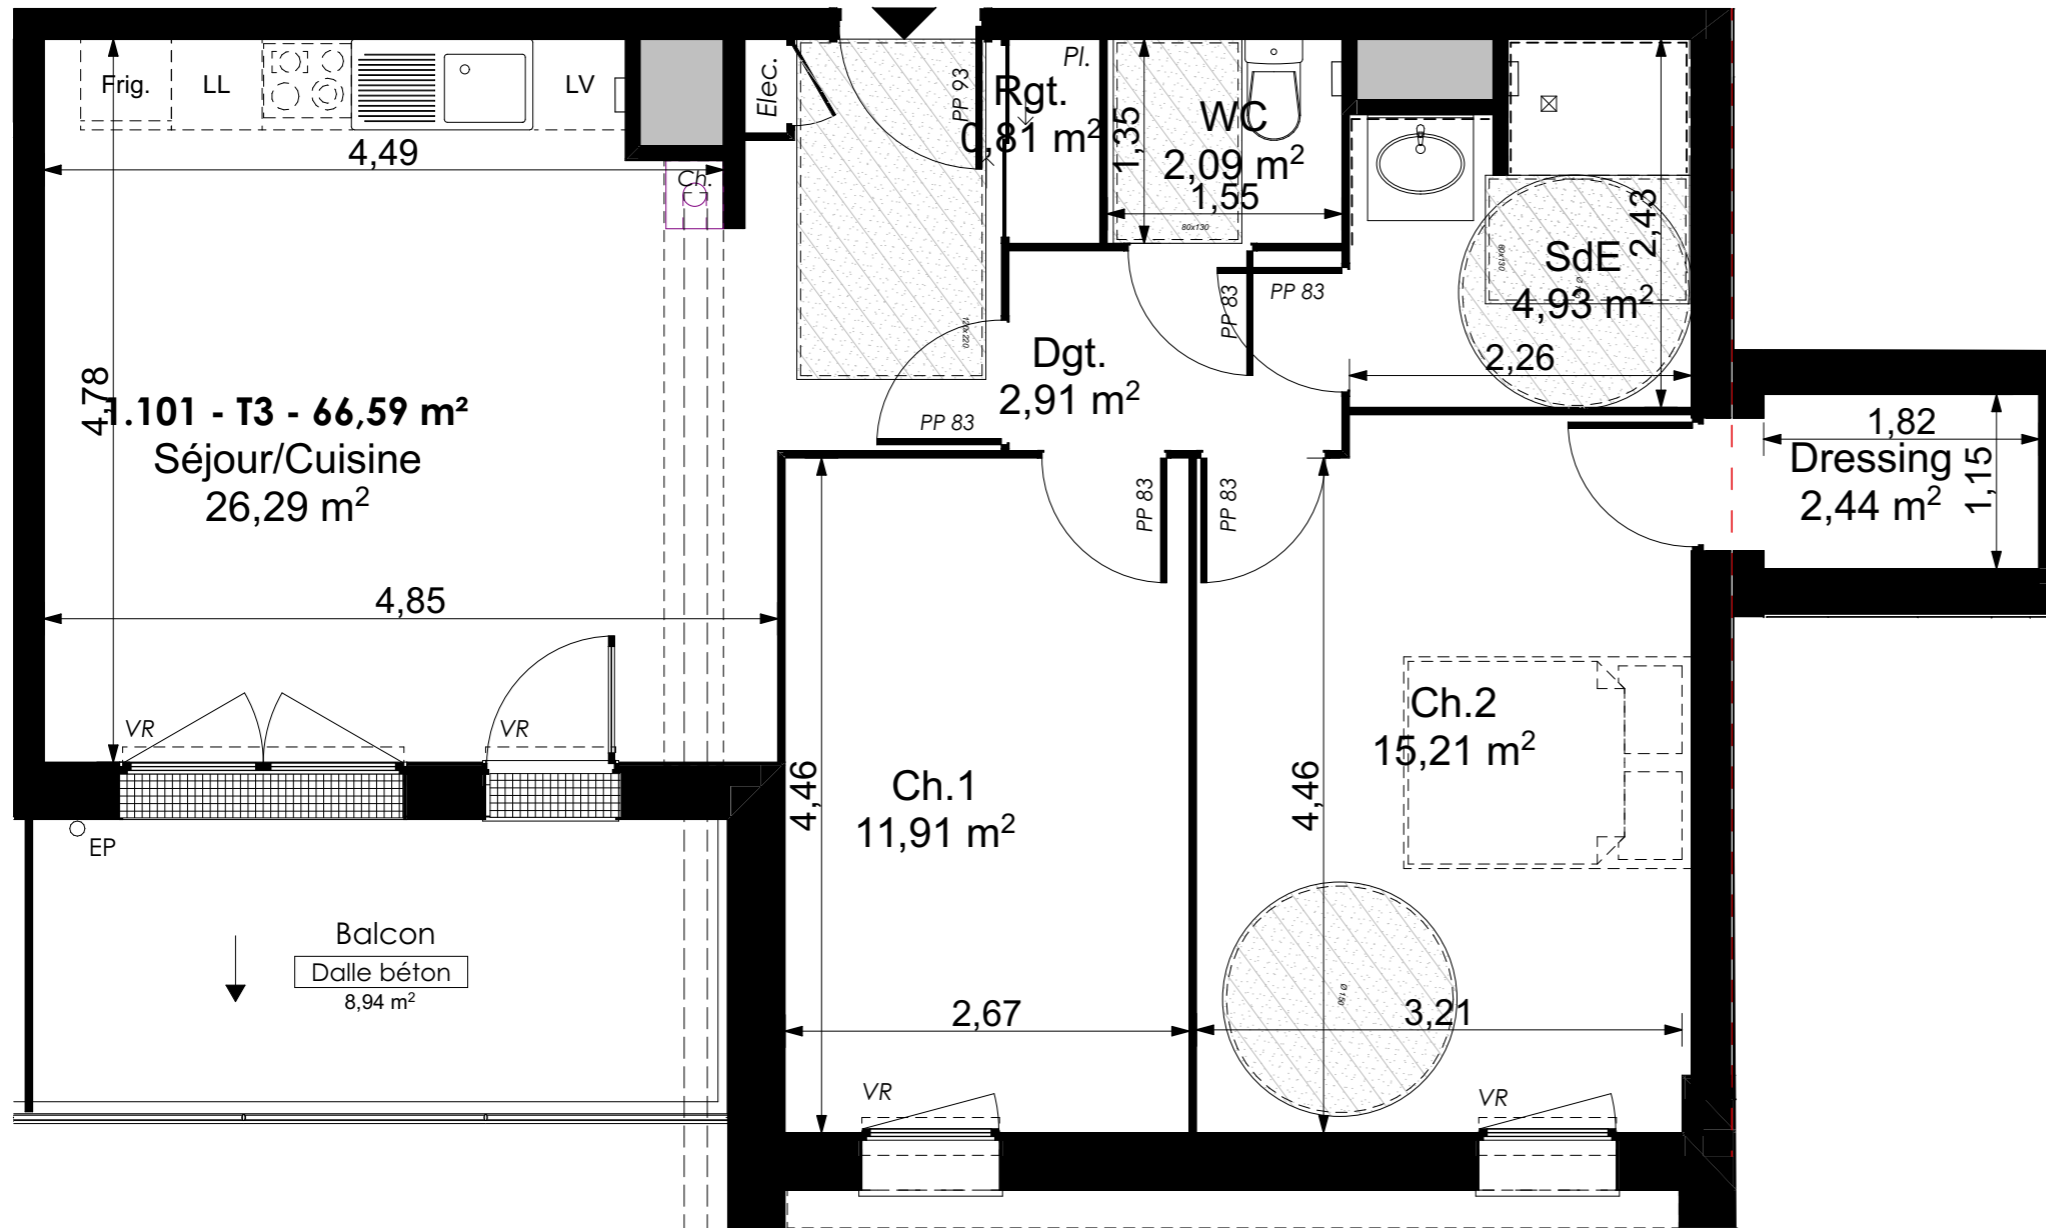 Frig.
LL
LV
Elec.
PP 93
Pl.
Rgt.
0,81 m²
1,35
WC
2,09 m²
1,55
80x130
4,49
Ch.
2,43
SdE
4,93 m²
80x130
2,26
PP 83
PP 83
120x220
Dgt.
2,91 m²
PP 83
4,78
1.101 - T3 - 66,59 m²
Séjour/Cuisine
26,29 m²
1,82
Dressing
2,44 m²
1,15
PP 83
PP 83
4,85
VR
VR
Ch.2
15,21 m²
4,46
Ch.1
11,91 m²
4,46
EP
Balcon
Dalle béton
8,94 m²
Ø 150
2,67
3,21
VR
VR